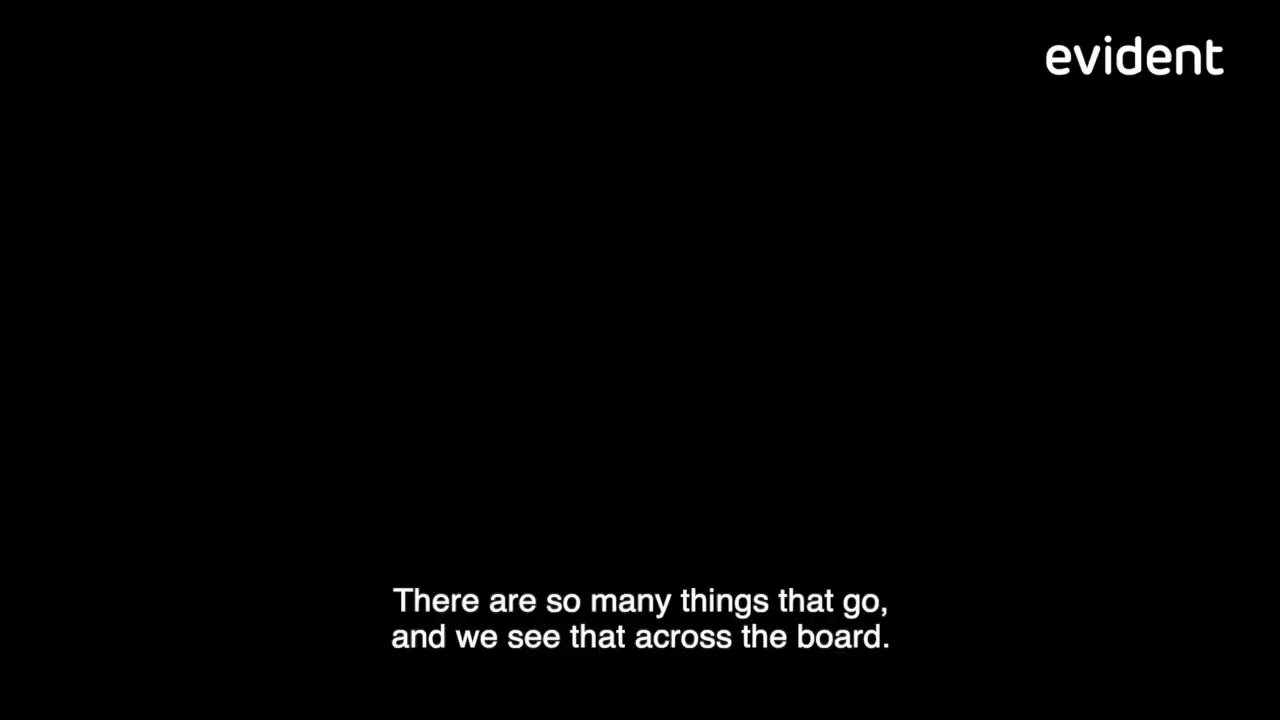 evident
There are so many things that go,
and we see that across the board.